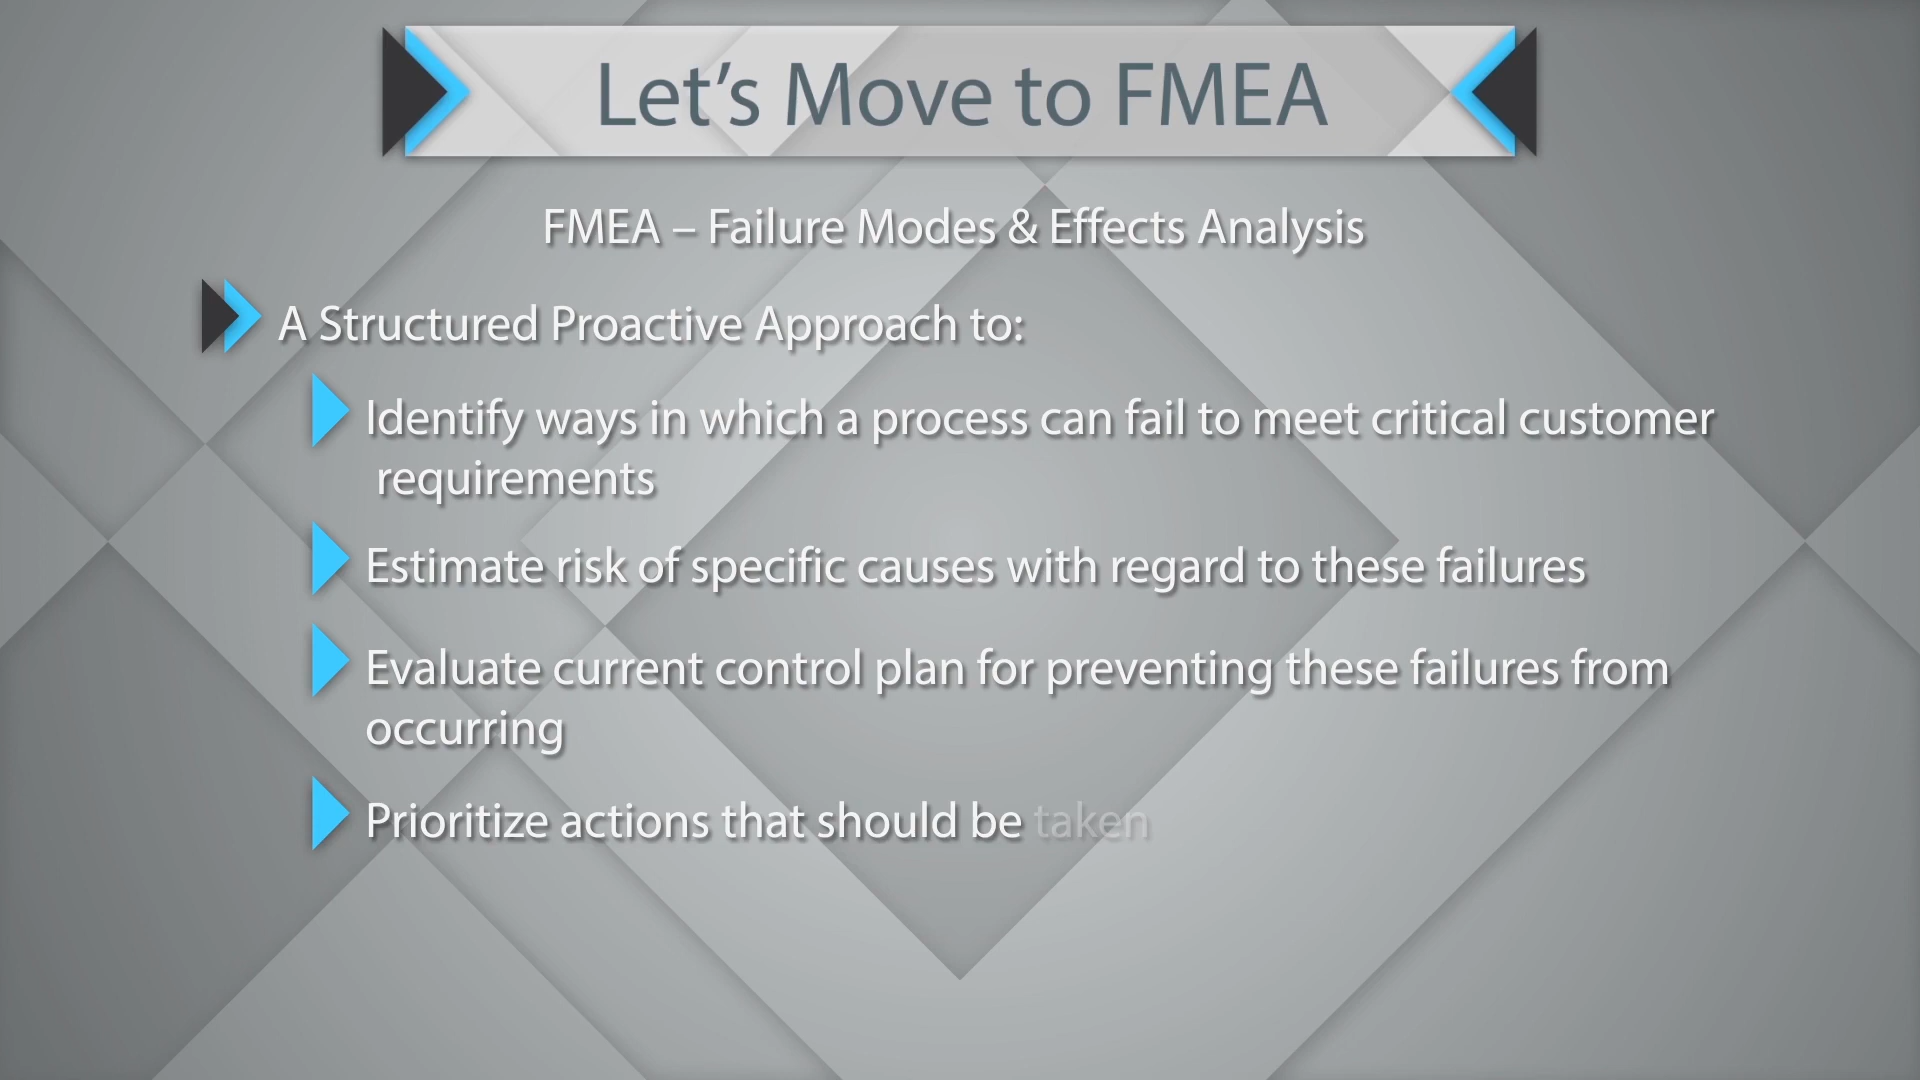 Let's Move to FMEA
FMEA – Failure Modes & Effects Analysis
A Structured Proactive Approach to:
Identify ways in which a process can fail to meet critical customer
requirements
Estimate risk of specific causes with regard to these failures
Evaluate current control plan for preventing these failures from
occurring
Prioritize actions that should be taken